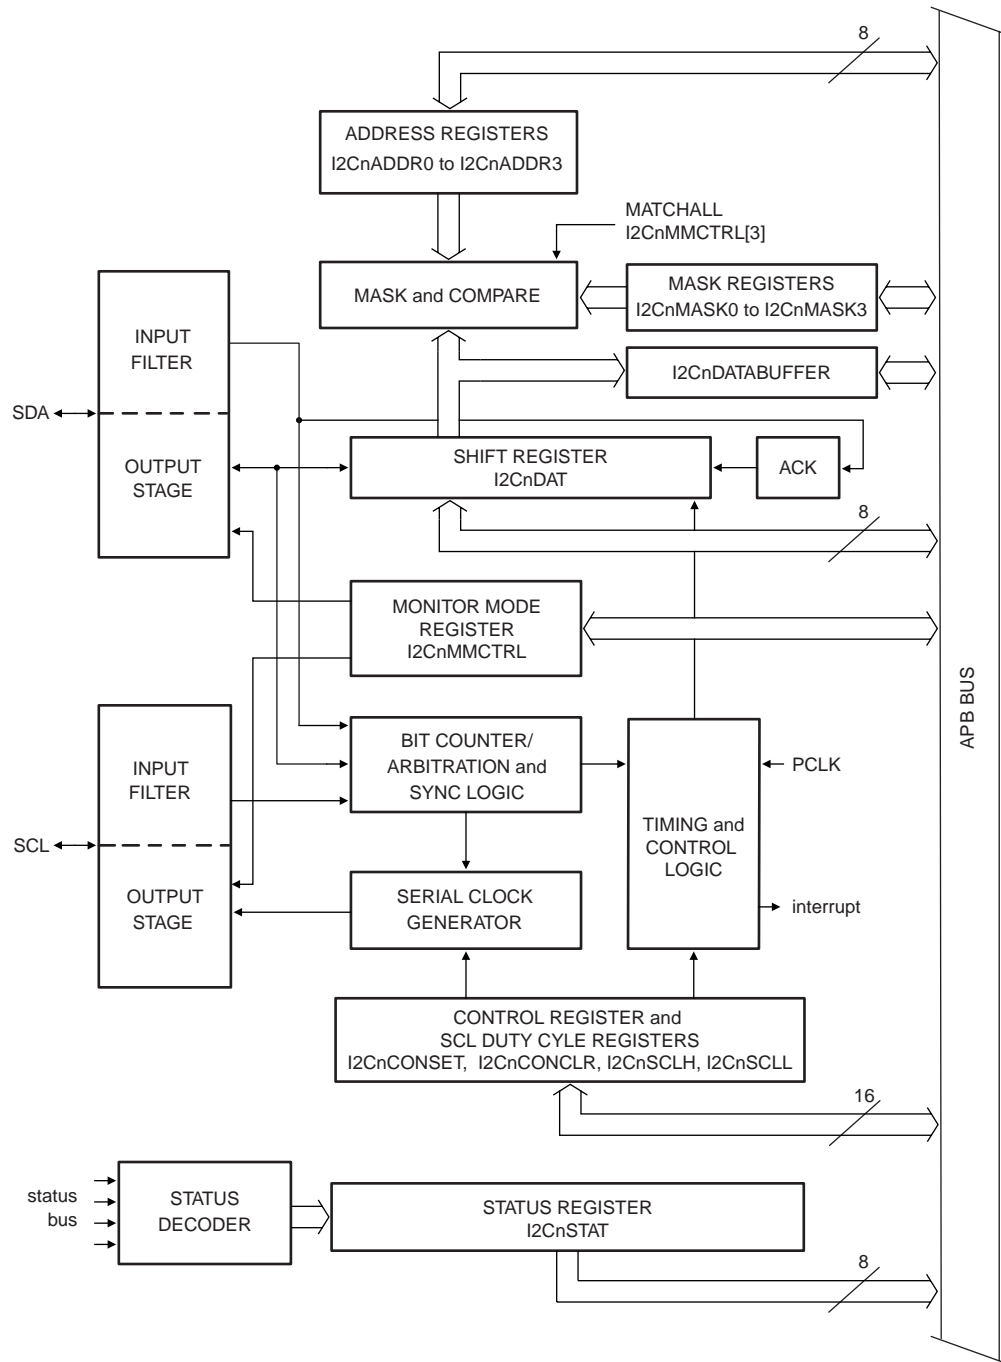 8
ADDRESS REGISTERS
I2CnADDR0 to I2CnADDR3
MATCHALL
I2CnMMCTRL[3]
MASK and COMPARE
MASK REGISTERS
I2CnMASK0 to I2CnMASK3
INPUT
FILTER
I2CnDATABUFFER
SDA
OUTPUT
STAGE
SHIFT REGISTER
I2CnDAT
ACK
8
MONITOR MODE
REGISTER
I2CnMMCTRL
APB BUS
INPUT
FILTER
BIT COUNTER/
ARBITRATION and
SYNC LOGIC
PCLK
SCL
TIMING and
CONTROL
LOGIC
OUTPUT
STAGE
SERIAL CLOCK
GENERATOR
interrupt
CONTROL REGISTER and
SCL DUTY CYLE REGISTERS
I2CnCONSET, I2CnCONCLR, I2CnSCLH, I2CnSCLL
16
status
bus
STATUS
DECODER
STATUS REGISTER
I2CnSTAT
8